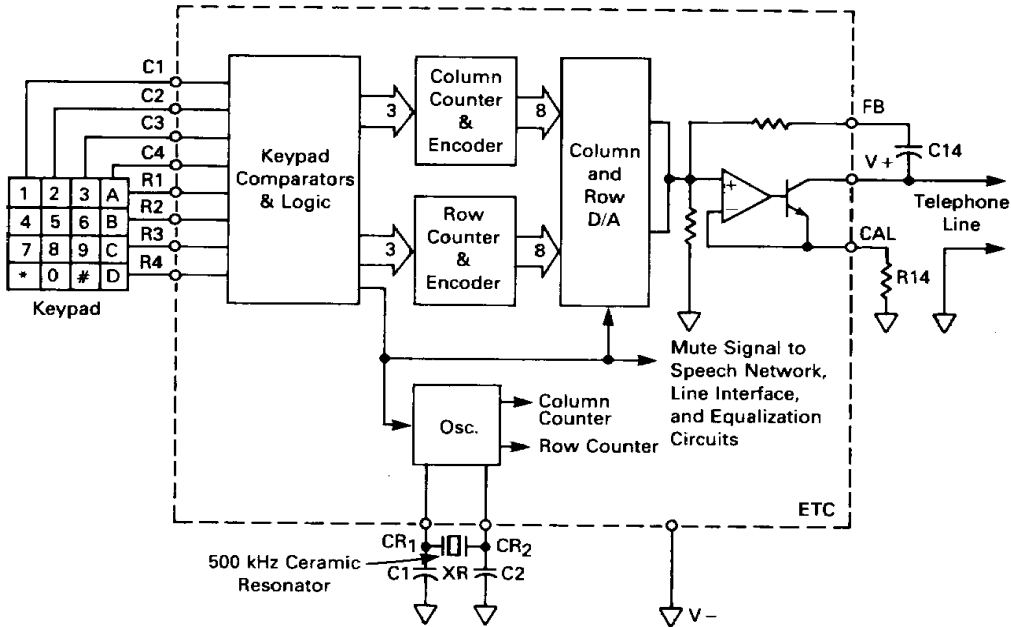 C1
C2
C3
C4
R1
R2
R3
R4
1 2 3 A
4 5 6 B
7 8 9 C
* 0 # D
Keypad
Keypad
Comparators
& Logic
3
Column
Counter
&
Encoder
8
3
Row
Counter
&
Encoder
8
Column
and
Row
D/A
+
−
FB
C14
V+
Telephone
Line
CAL
R14
Mute Signal to
Speech Network,
Line Interface,
and Equalization
Circuits
Osc.
Column
Counter
Row Counter
ETC
CR1
CR2
500 kHz Ceramic
Resonator
C1
XR
C2
V−